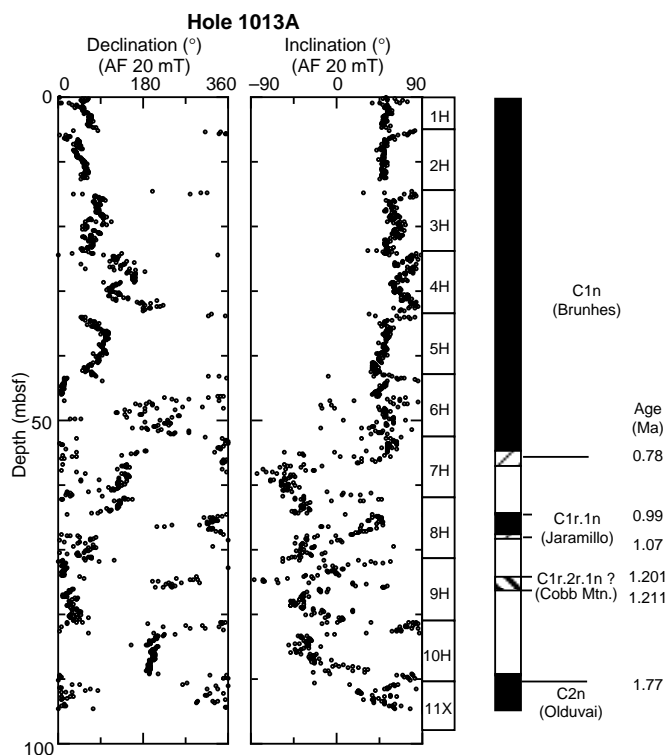 Hole 1013A
Declination (°)
(AF 20 mT)
Inclination (°)
(AF 20 mT)
0 180 360
−90 0 90
0
50
100
Depth (mbsf)
1H
2H
3H
4H
5H
6H
7H
8H
9H
10H
11X
C1n
(Brunhes)
Age
(Ma)
0.78
C1r.1n
(Jaramillo)
0.99
1.07
C1r.2r.1n ?
(Cobb Mtn.)
1.201
1.211
C2n
(Olduvai)
1.77